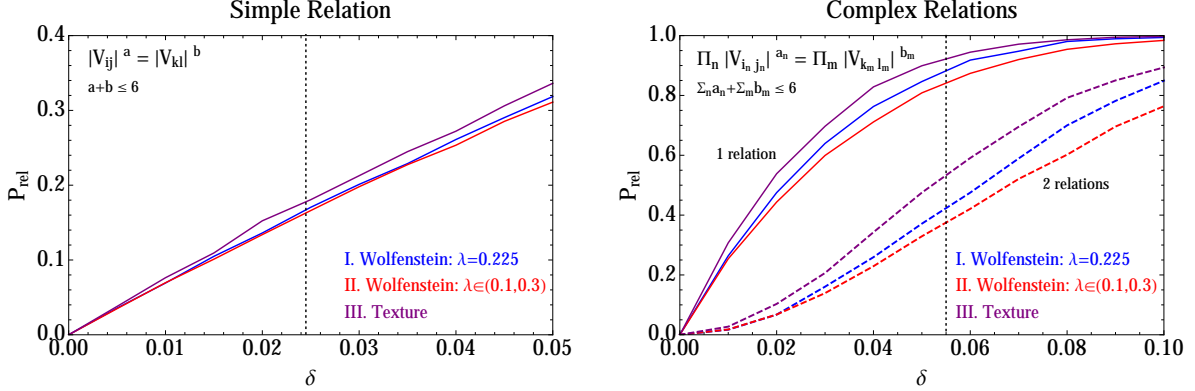 Simple Relation
0.4
0.3
0.2
0.1
0.0
P_rel
|V_ij|^a = |V_kl|^b
a+b ≤ 6
I. Wolfenstein: λ=0.225
II. Wolfenstein: λ∈(0.1,0.3)
III. Texture
0.00 0.01 0.02 0.03 0.04 0.05
δ
Complex Relations
1.0
0.8
0.6
0.4
0.2
0.0
P_rel
Π_n |V_{i_n j_n}|^{a_n} = Π_m |V_{k_m l_m}|^{b_m}
Σ_n a_n + Σ_m b_m ≤ 6
1 relation
2 relations
I. Wolfenstein: λ=0.225
II. Wolfenstein: λ∈(0.1,0.3)
III. Texture
0.00 0.02 0.04 0.06 0.08 0.10
δ